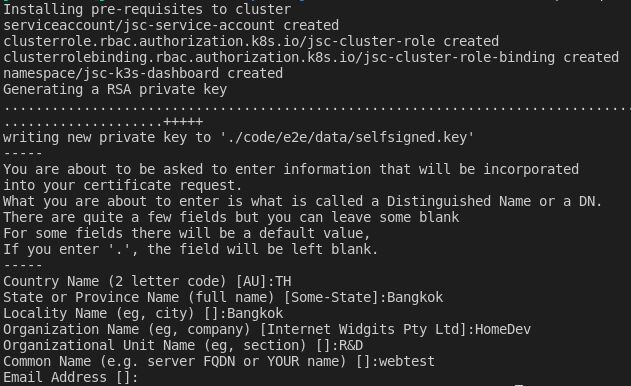 Installing pre-requisites to cluster
serviceaccount/jsc-service-account created
clusterrole.rbac.authorization.k8s.io/jsc-cluster-role created
clusterrolebinding.rbac.authorization.k8s.io/jsc-cluster-role-binding created
namespace/jsc-k3s-dashboard created
Generating a RSA private key
...............................................................................
....................+++++
writing new private key to './code/e2e/data/selfsigned.key'
-----
You are about to be asked to enter information that will be incorporated
into your certificate request.
What you are about to enter is what is called a Distinguished Name or a DN.
There are quite a few fields but you can leave some blank
For some fields there will be a default value,
If you enter '.', the field will be left blank.
-----
Country Name (2 letter code) [AU]:TH
State or Province Name (full name) [Some-State]:Bangkok
Locality Name (eg, city) []:Bangkok
Organization Name (eg, company) [Internet Widgits Pty Ltd]:HomeDev
Organizational Unit Name (eg, section) []:R&D
Common Name (e.g. server FQDN or YOUR name) []:webtest
Email Address []: